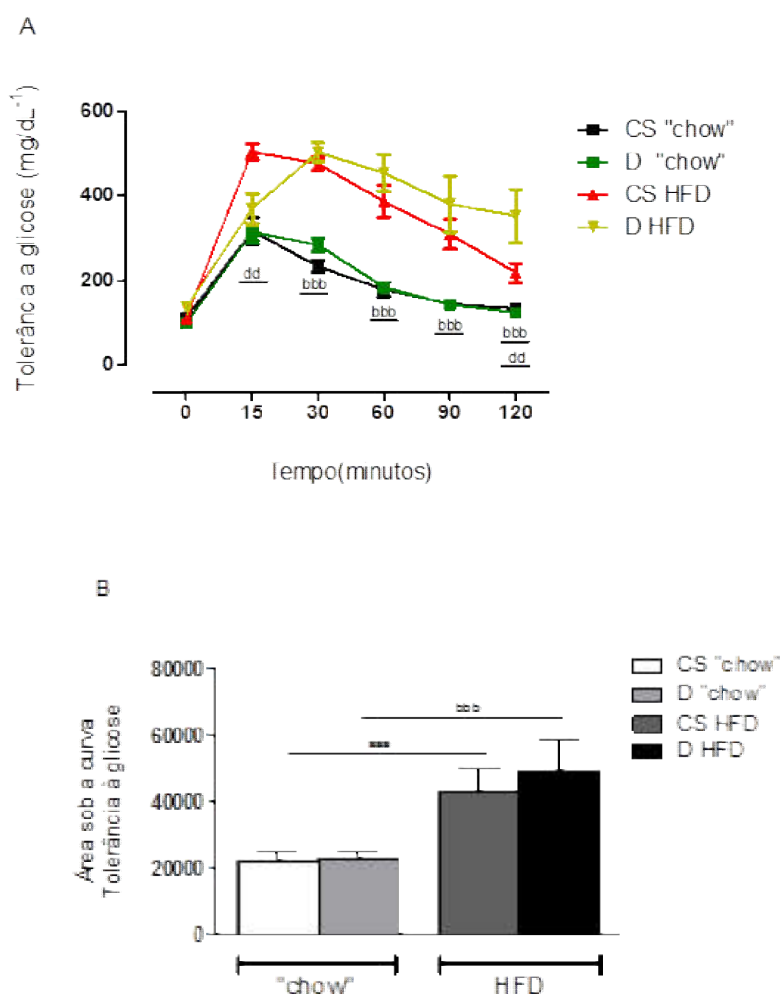 A
Tolerância a glicose (mg/dL⁻¹)
600
400
200
0
CS "chow"
D "chow"
CS HFD
D HFD
dd
bbb
bbb
bbb
bbb
dd
0 15 30 60 90 120
Tempo(minutos)
B
Área sob a curva
Tolerância à glicose
80000
60000
40000
20000
0
bbb
CS "chow"
D "chow"
CS HFD
D HFD
"chow" HFD